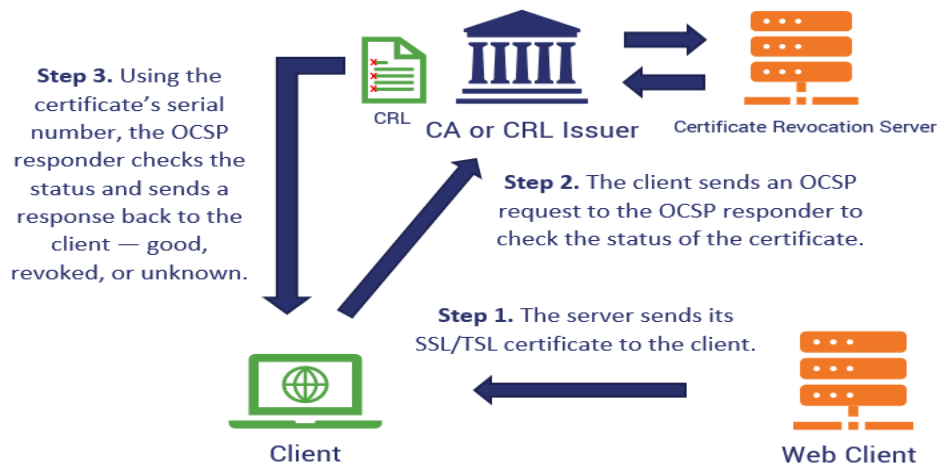 Step 3. Using the
certificate’s serial
number, the OCSP
responder checks the
status and sends a
response back to the
client — good,
revoked, or unknown.
CRL
CA or CRL Issuer
Certificate Revocation Server
Step 2. The client sends an OCSP
request to the OCSP responder to
check the status of the certificate.
Step 1. The server sends its
SSL/TSL certificate to the client.
Client
Web Client